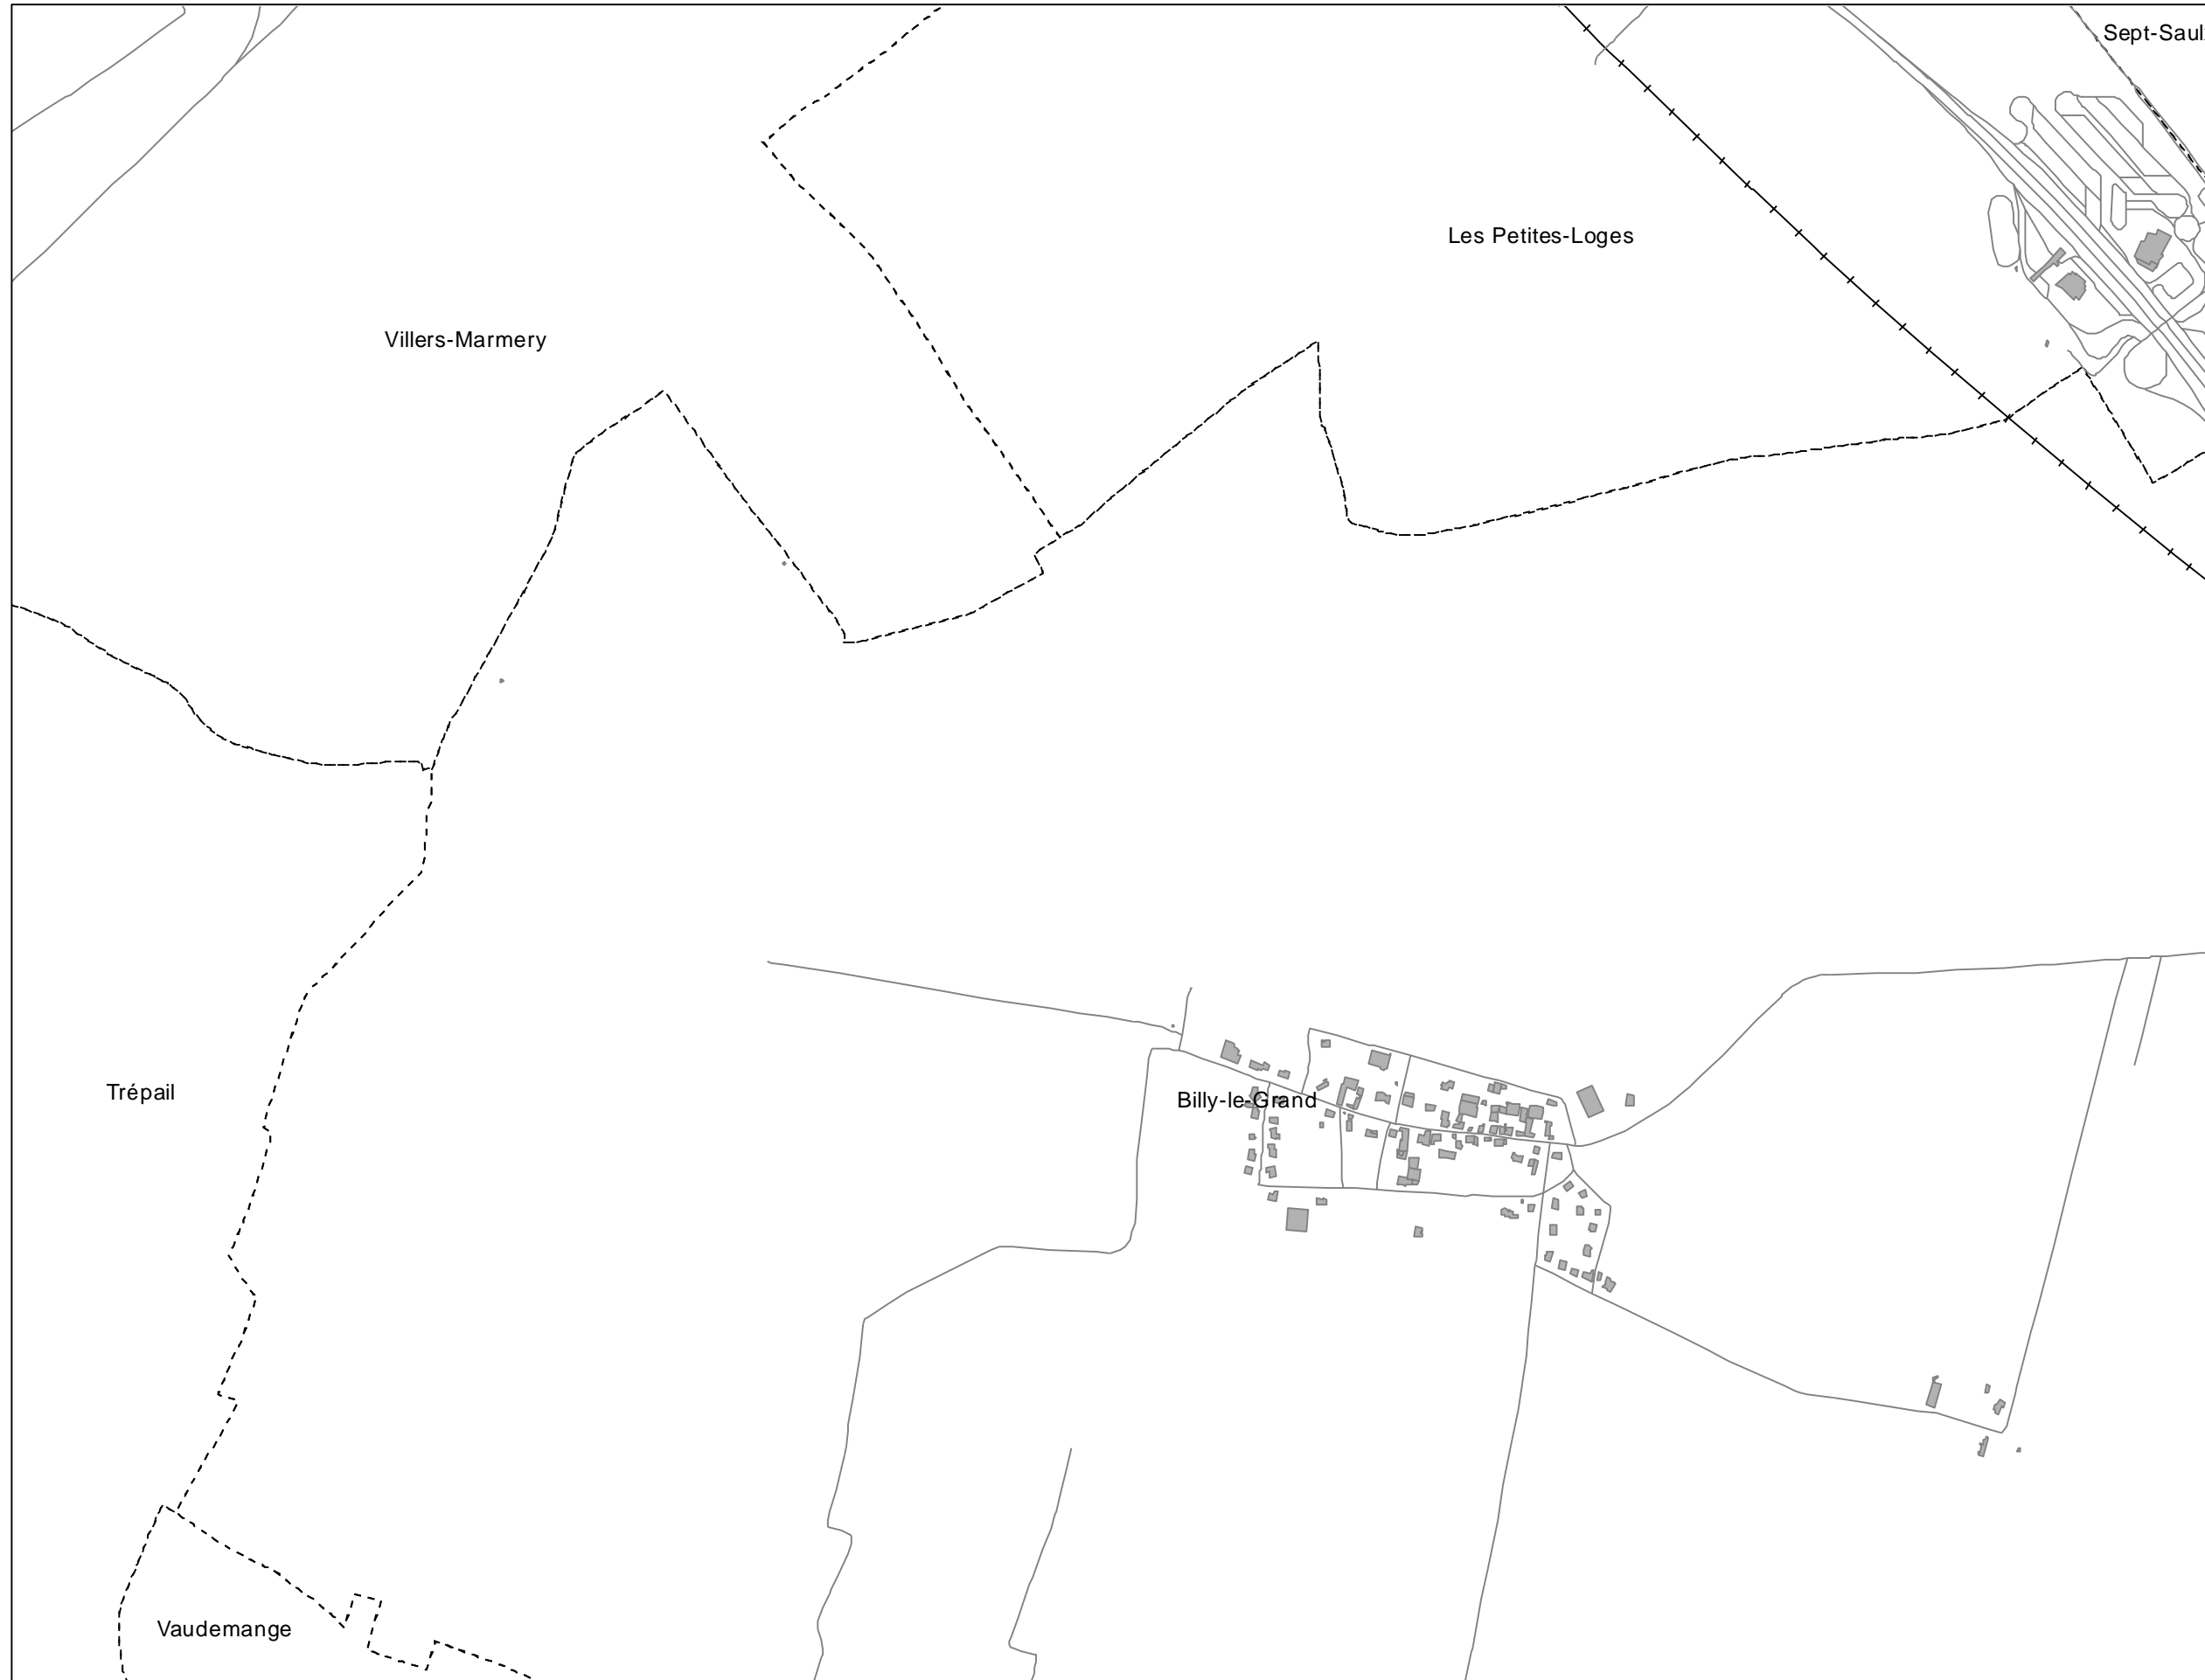 Sept-Saul
Les Petites-Loges
Villers-Marmery
Trépail
Billy-le-Grand
Vaudemange